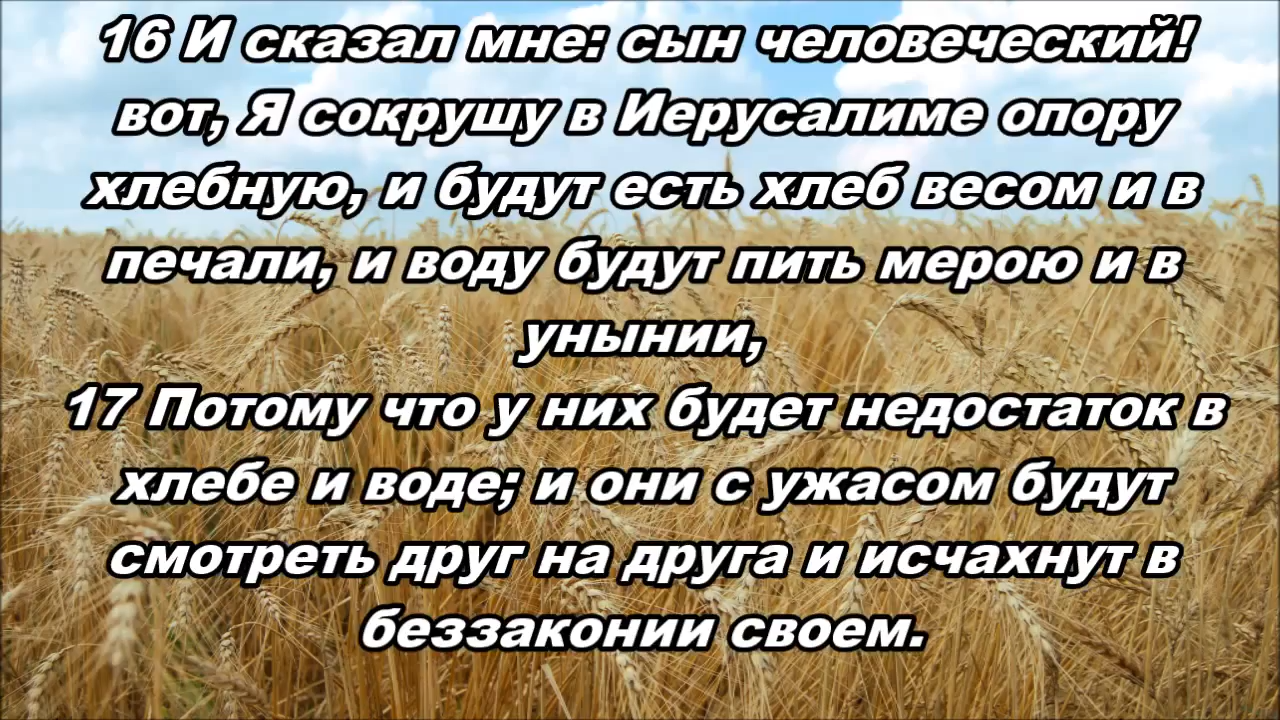 16 И сказал мне: сын человеческий!
вот, Я сокрушу в Иерусалиме опору
хлебную, и будут есть хлеб весом и в
печали, и воду будут пить мерою и в
унынии,
17 Потому что у них будет недостаток в
хлебе и воде; и они с ужасом будут
смотреть друг на друга и исчахнут в
беззаконии своем.